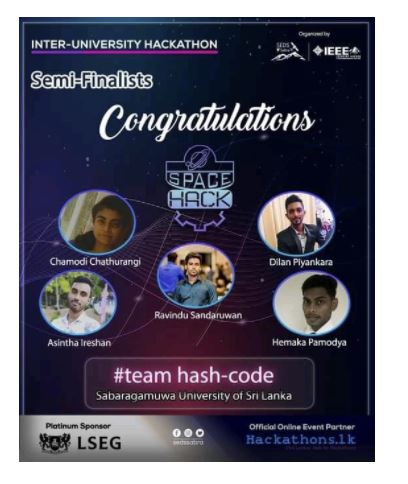 Organized by
INTER-UNIVERSITY HACKATHON
SEDS
IEEE
Semi-Finalists
Congratulations
SPACE
HACK
Chamodi Chathurangi
Dilan Piyankara
Ravindu Sandaruwan
Asintha Ireshan
Hemaka Pamodya
#team hash-code
Sabaragamuwa University of Sri Lanka
Platinum Sponsor
LSEG
sedssabra
Official Online Event Partner
Hackathons.lk